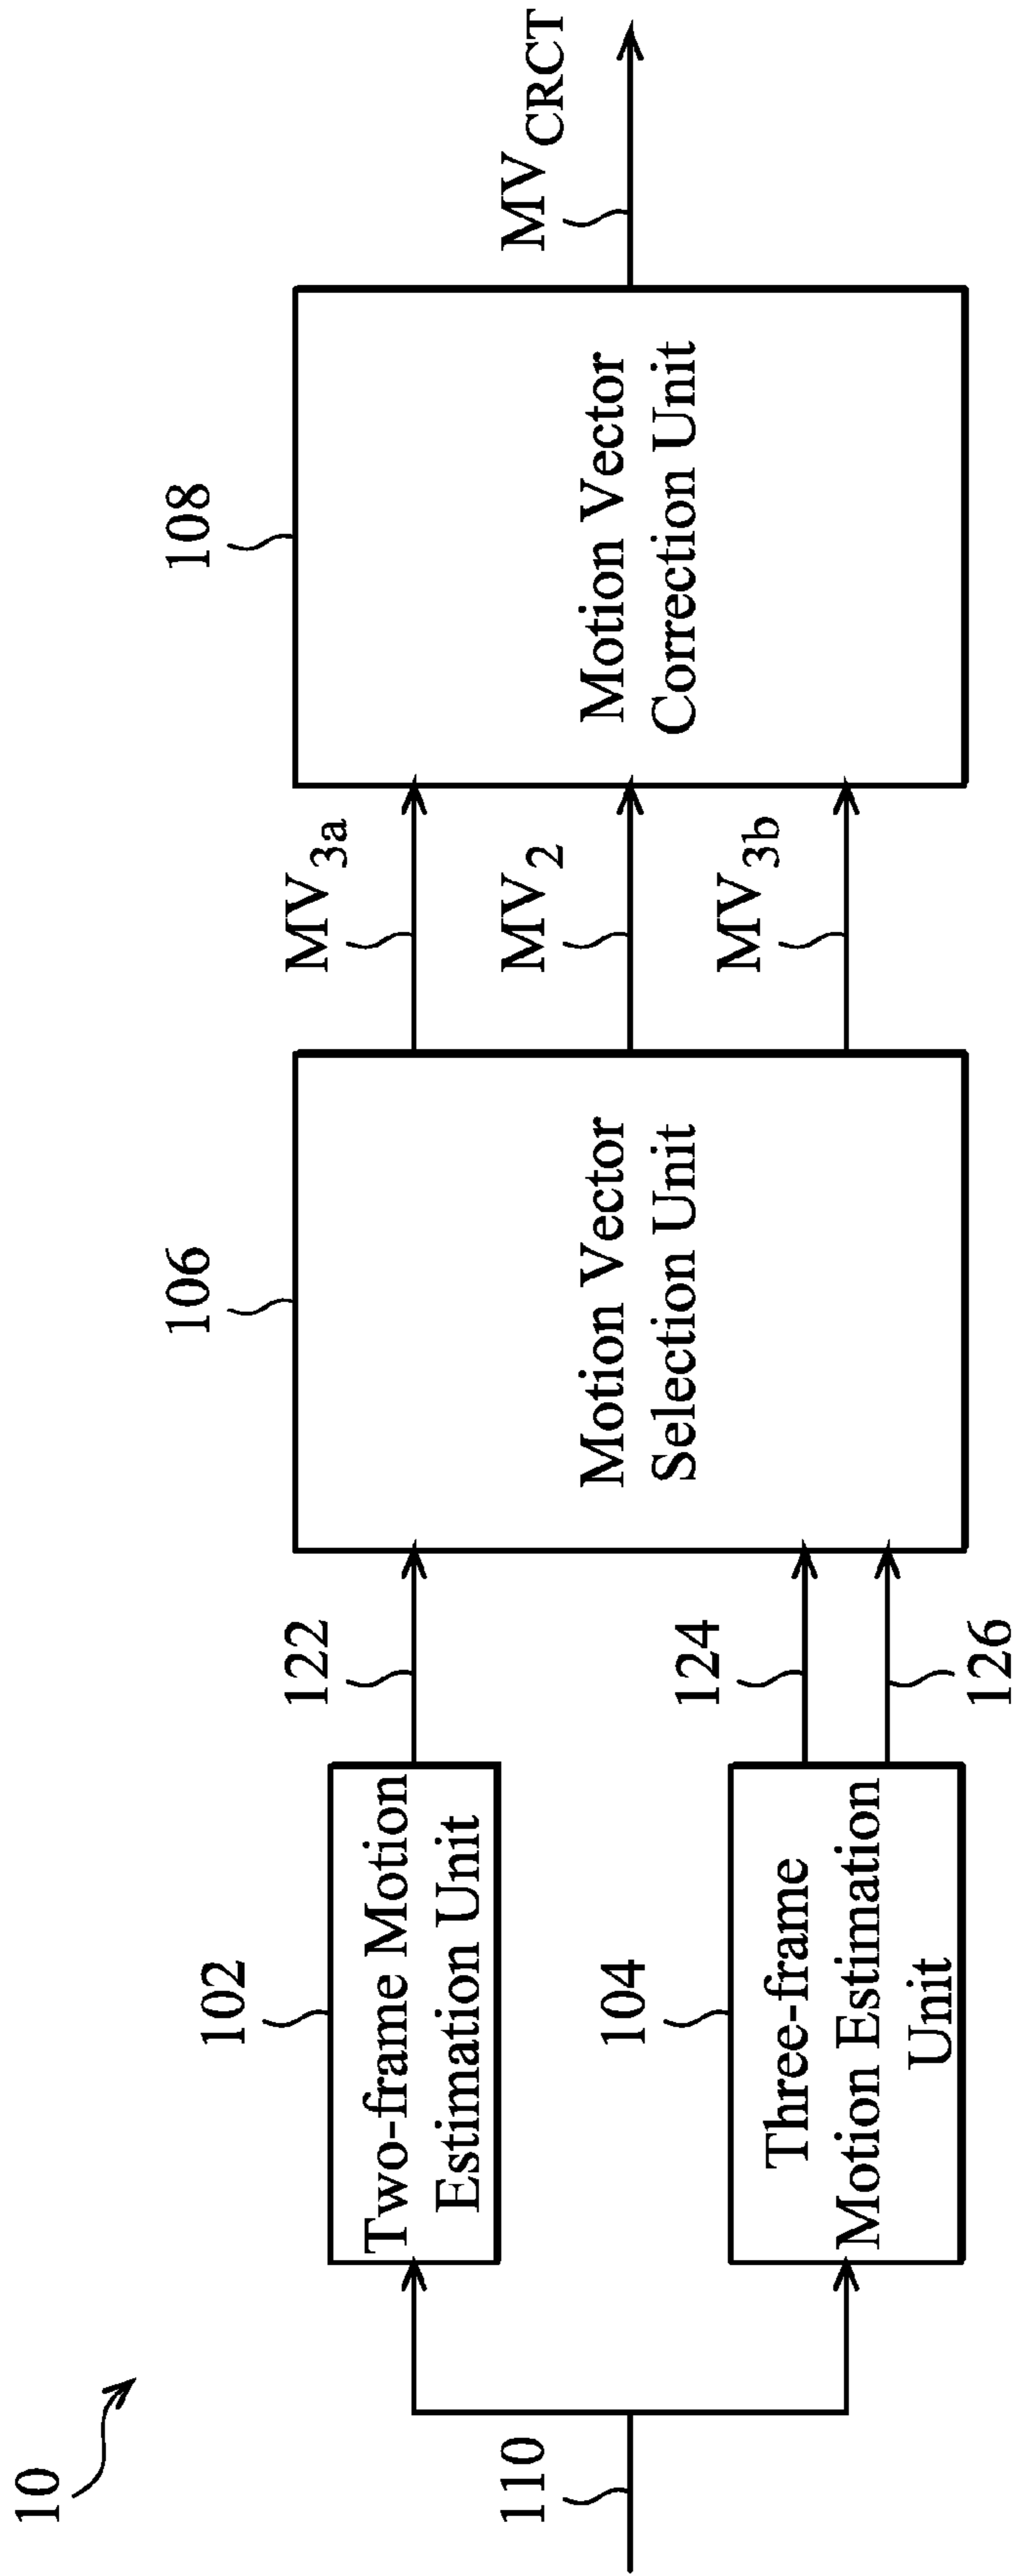 10
110
102
Two-frame Motion
Estimation Unit
104
Three-frame
Motion Estimation
Unit
122
124
126
106
Motion Vector
Selection Unit
MV3a
MV2
MV3b
108
Motion Vector
Correction Unit
MVCRCT